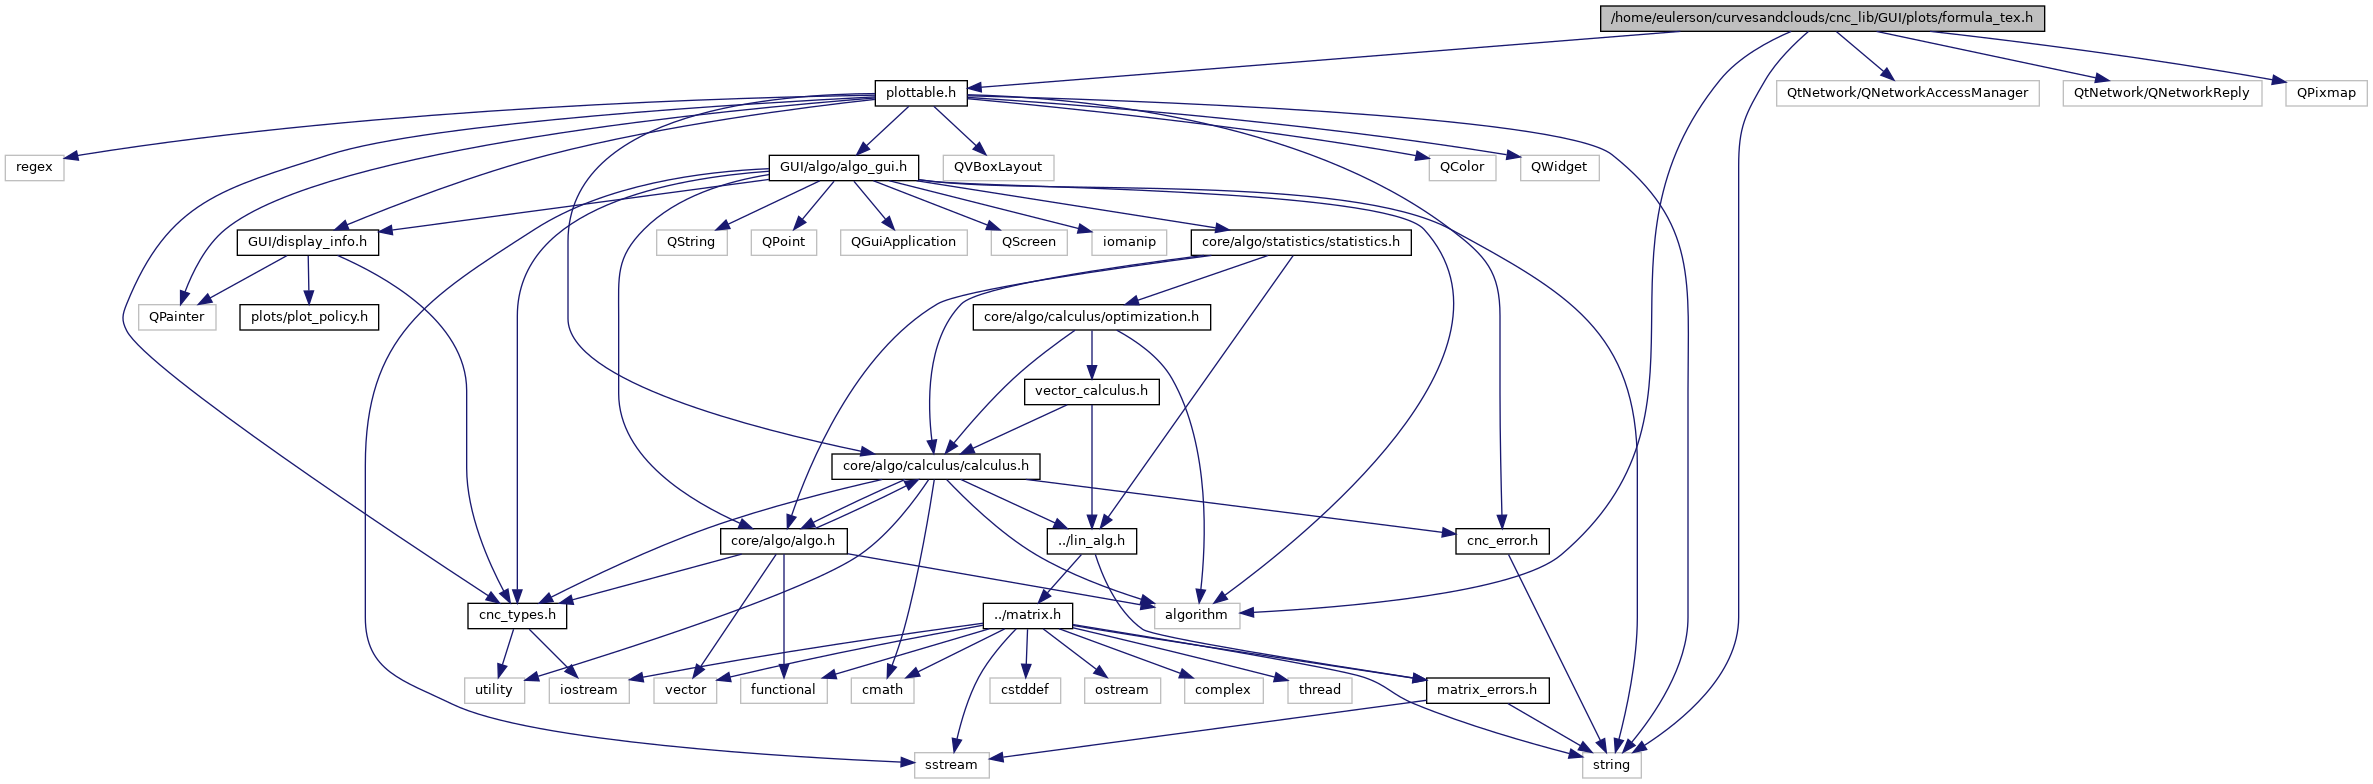 /home/eulerson/curvesandclouds/cnc_lib/GUI/plots/formula_tex.h
plottable.h
QtNetwork/QNetworkAccessManager
QtNetwork/QNetworkReply
QPixmap
regex
GUI/algo/algo_gui.h
QVBoxLayout
QColor
QWidget
GUI/display_info.h
QString
QPoint
QGuiApplication
QScreen
iomanip
core/algo/statistics/statistics.h
QPainter
plots/plot_policy.h
core/algo/calculus/optimization.h
vector_calculus.h
core/algo/calculus/calculus.h
core/algo/algo.h
../lin_alg.h
cnc_error.h
cnc_types.h
../matrix.h
algorithm
utility
iostream
vector
functional
cmath
cstddef
ostream
complex
thread
matrix_errors.h
sstream
string